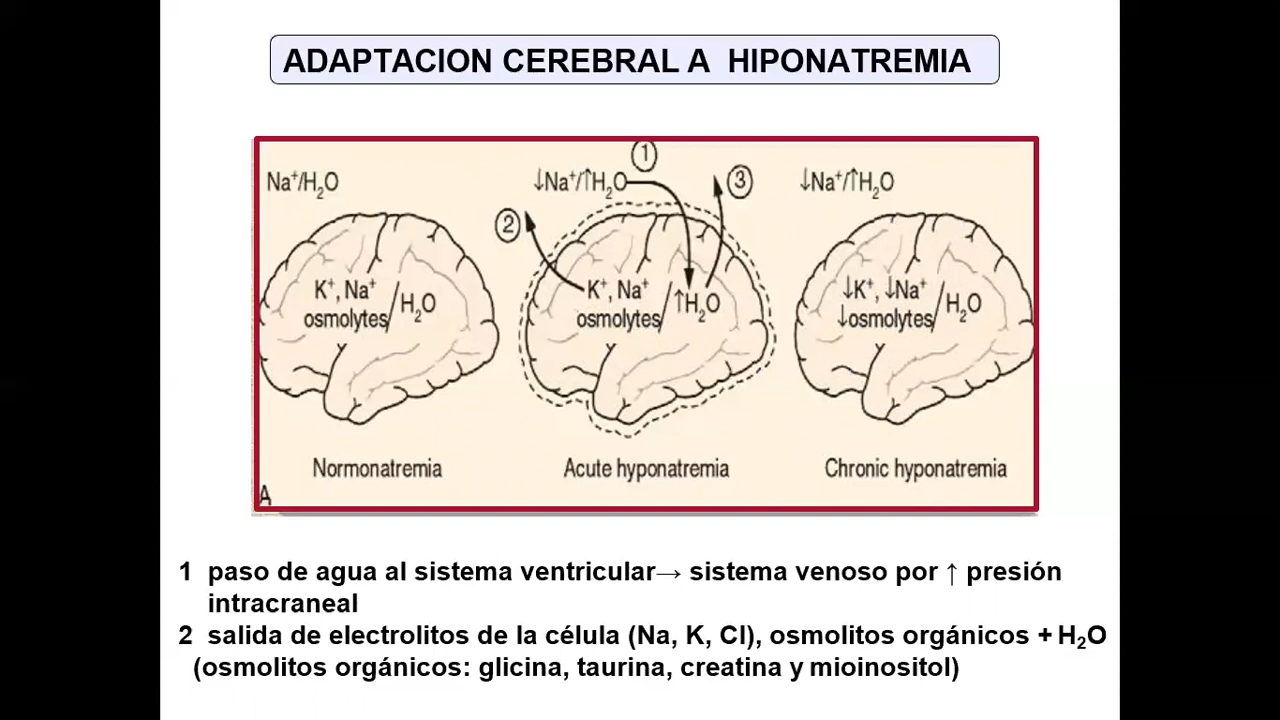 ADAPTACION CEREBRAL A HIPONATREMIA
Na⁺/H₂O
K⁺, Na⁺
osmolytes/H₂O
Normonatremia
A
↓Na⁺/↑H₂O
1
2
3
K⁺, Na⁺
osmolytes/↑H₂O
Acute hyponatremia
↓Na⁺/↑H₂O
↓K⁺, ↓Na⁺
↓osmolytes/H₂O
Chronic hyponatremia
1 paso de agua al sistema ventricular→ sistema venoso por ↑ presión
intracraneal
2 salida de electrolitos de la célula (Na, K, Cl), osmolitos orgánicos + H₂O
(osmolitos orgánicos: glicina, taurina, creatina y mioinositol)